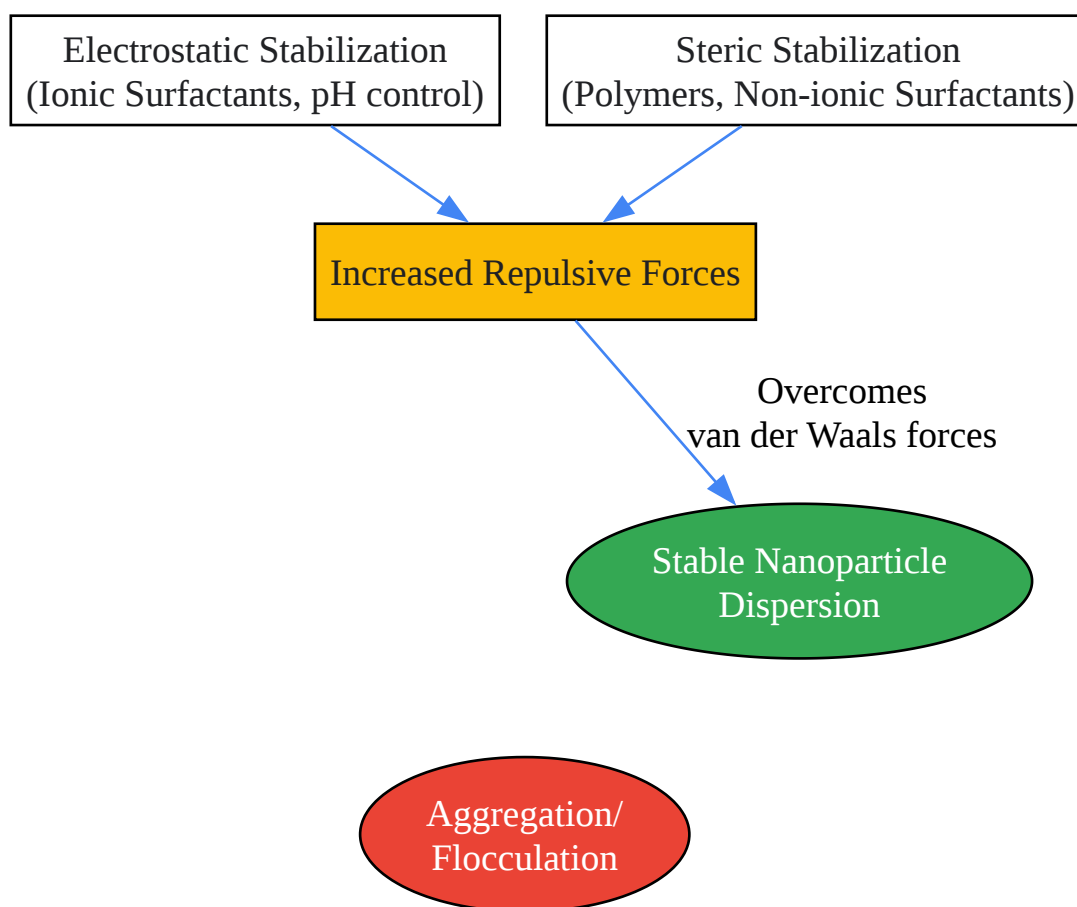 Electrostatic Stabilization
(Ionic Surfactants, pH control)
Steric Stabilization
(Polymers, Non-ionic Surfactants)
Increased Repulsive Forces
Overcomes
van der Waals forces
Stable Nanoparticle
Dispersion
Aggregation/
Flocculation